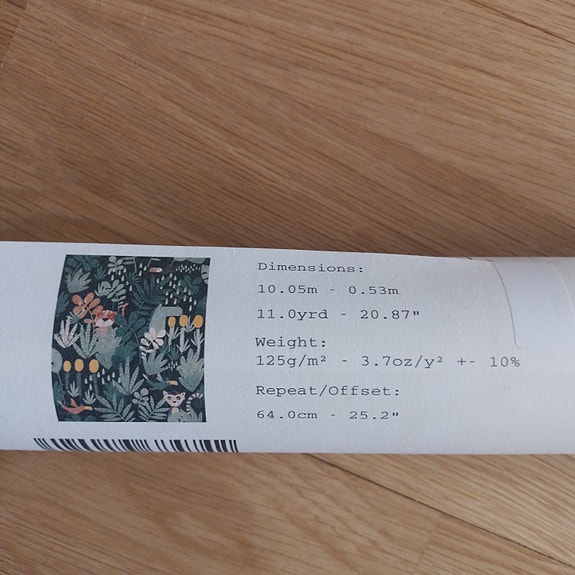 Dimensions:
10.05m - 0.53m
11.0yrd - 20.87"
Weight:
125g/m² - 3.7oz/y² +- 10%
Repeat/Offset:
64.0cm - 25.2"